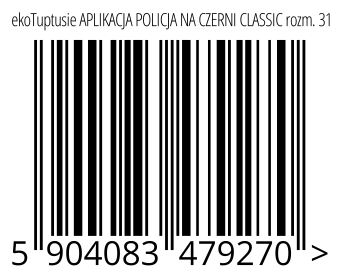 ekoTuptusie APLIKACJA POLICJA NA CZERNI CLASSIC rozm. 31
5 904083 479270 >